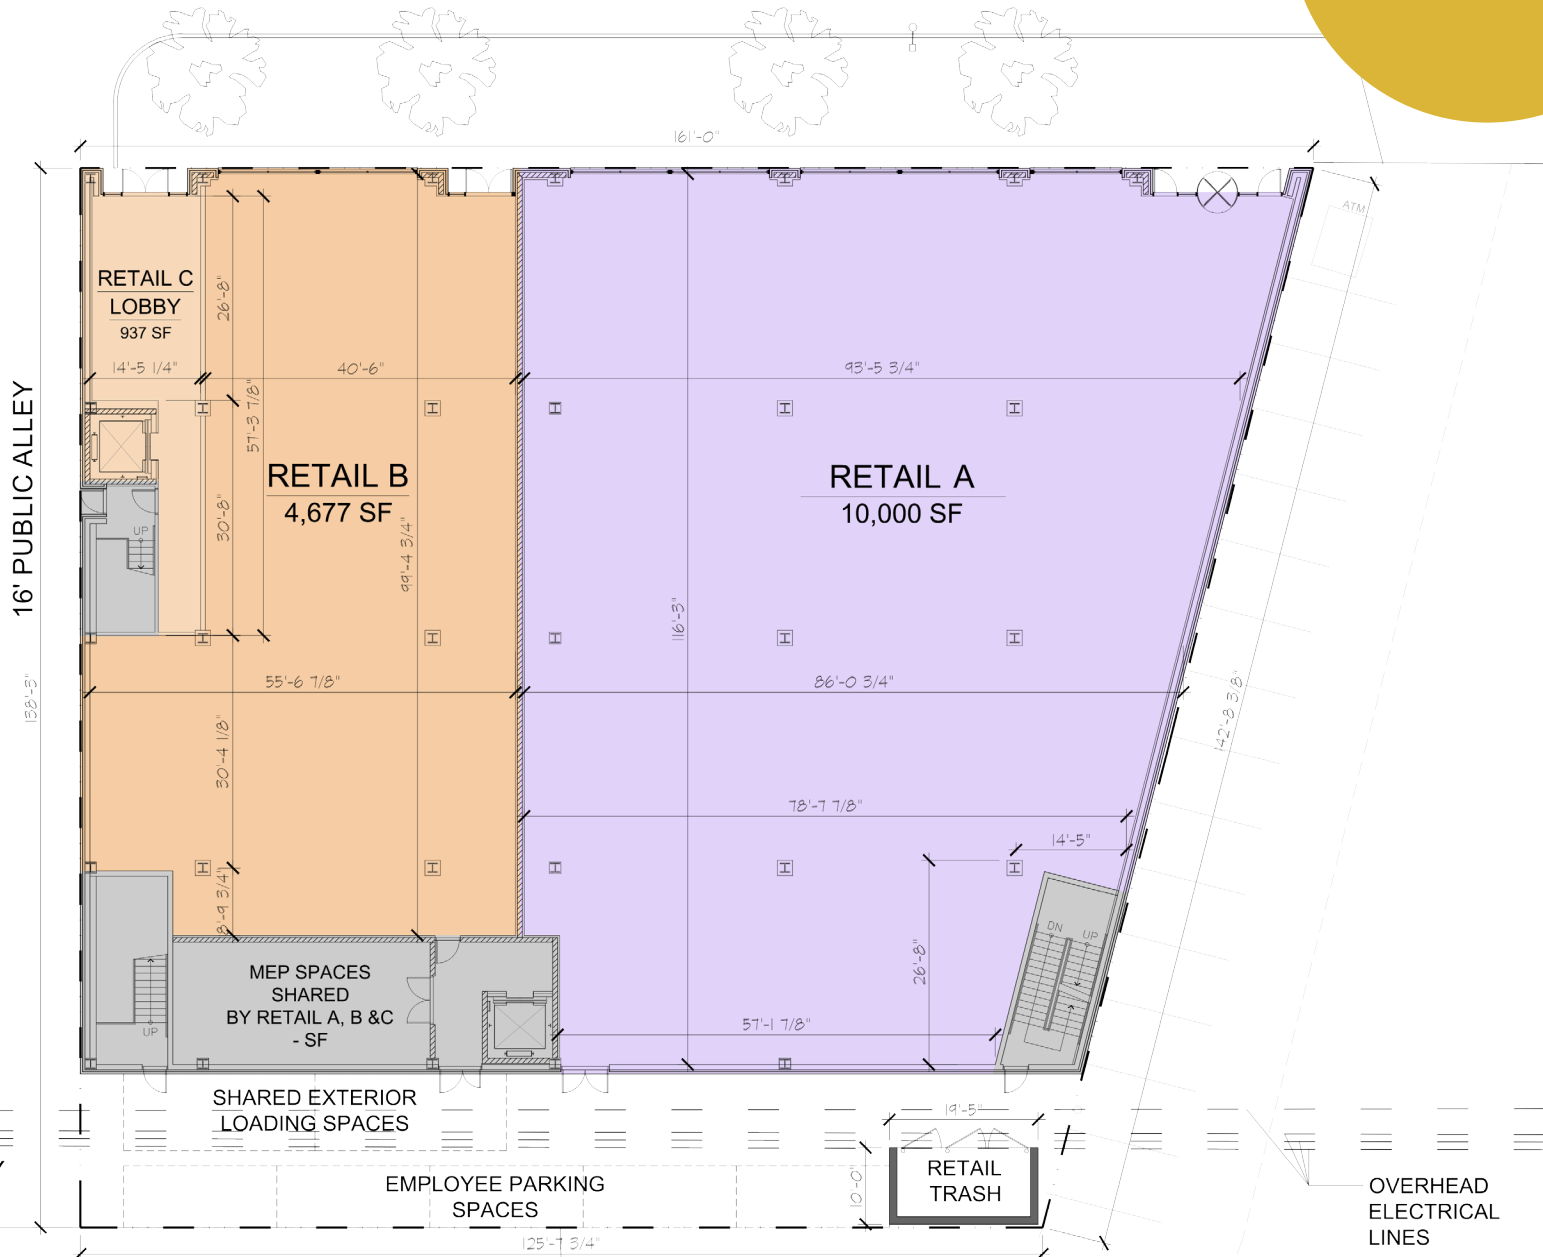 161'-0"
ATM
RETAIL C
LOBBY
937 SF
26'-8"
14'-5 1/4"
40'-6"
93'-5 3/4"
57'-3 7/8"
16' PUBLIC ALLEY
RETAIL B
4,677 SF
RETAIL A
10,000 SF
30'-8"
99'-4 3/4"
UP
116'-3"
138'-3"
55'-6 7/8"
86'-0 3/4"
142'-8 3/8"
30'-4 1/8"
78'-7 7/8"
14'-5"
8'-9 3/4"
26'-8"
DN
UP
MEP SPACES
SHARED
BY RETAIL A, B &C
- SF
UP
57'-1 7/8"
SHARED EXTERIOR
LOADING SPACES
19'-5"
10'-0"
RETAIL
TRASH
EMPLOYEE PARKING
SPACES
OVERHEAD
ELECTRICAL
LINES
125'-7 3/4"